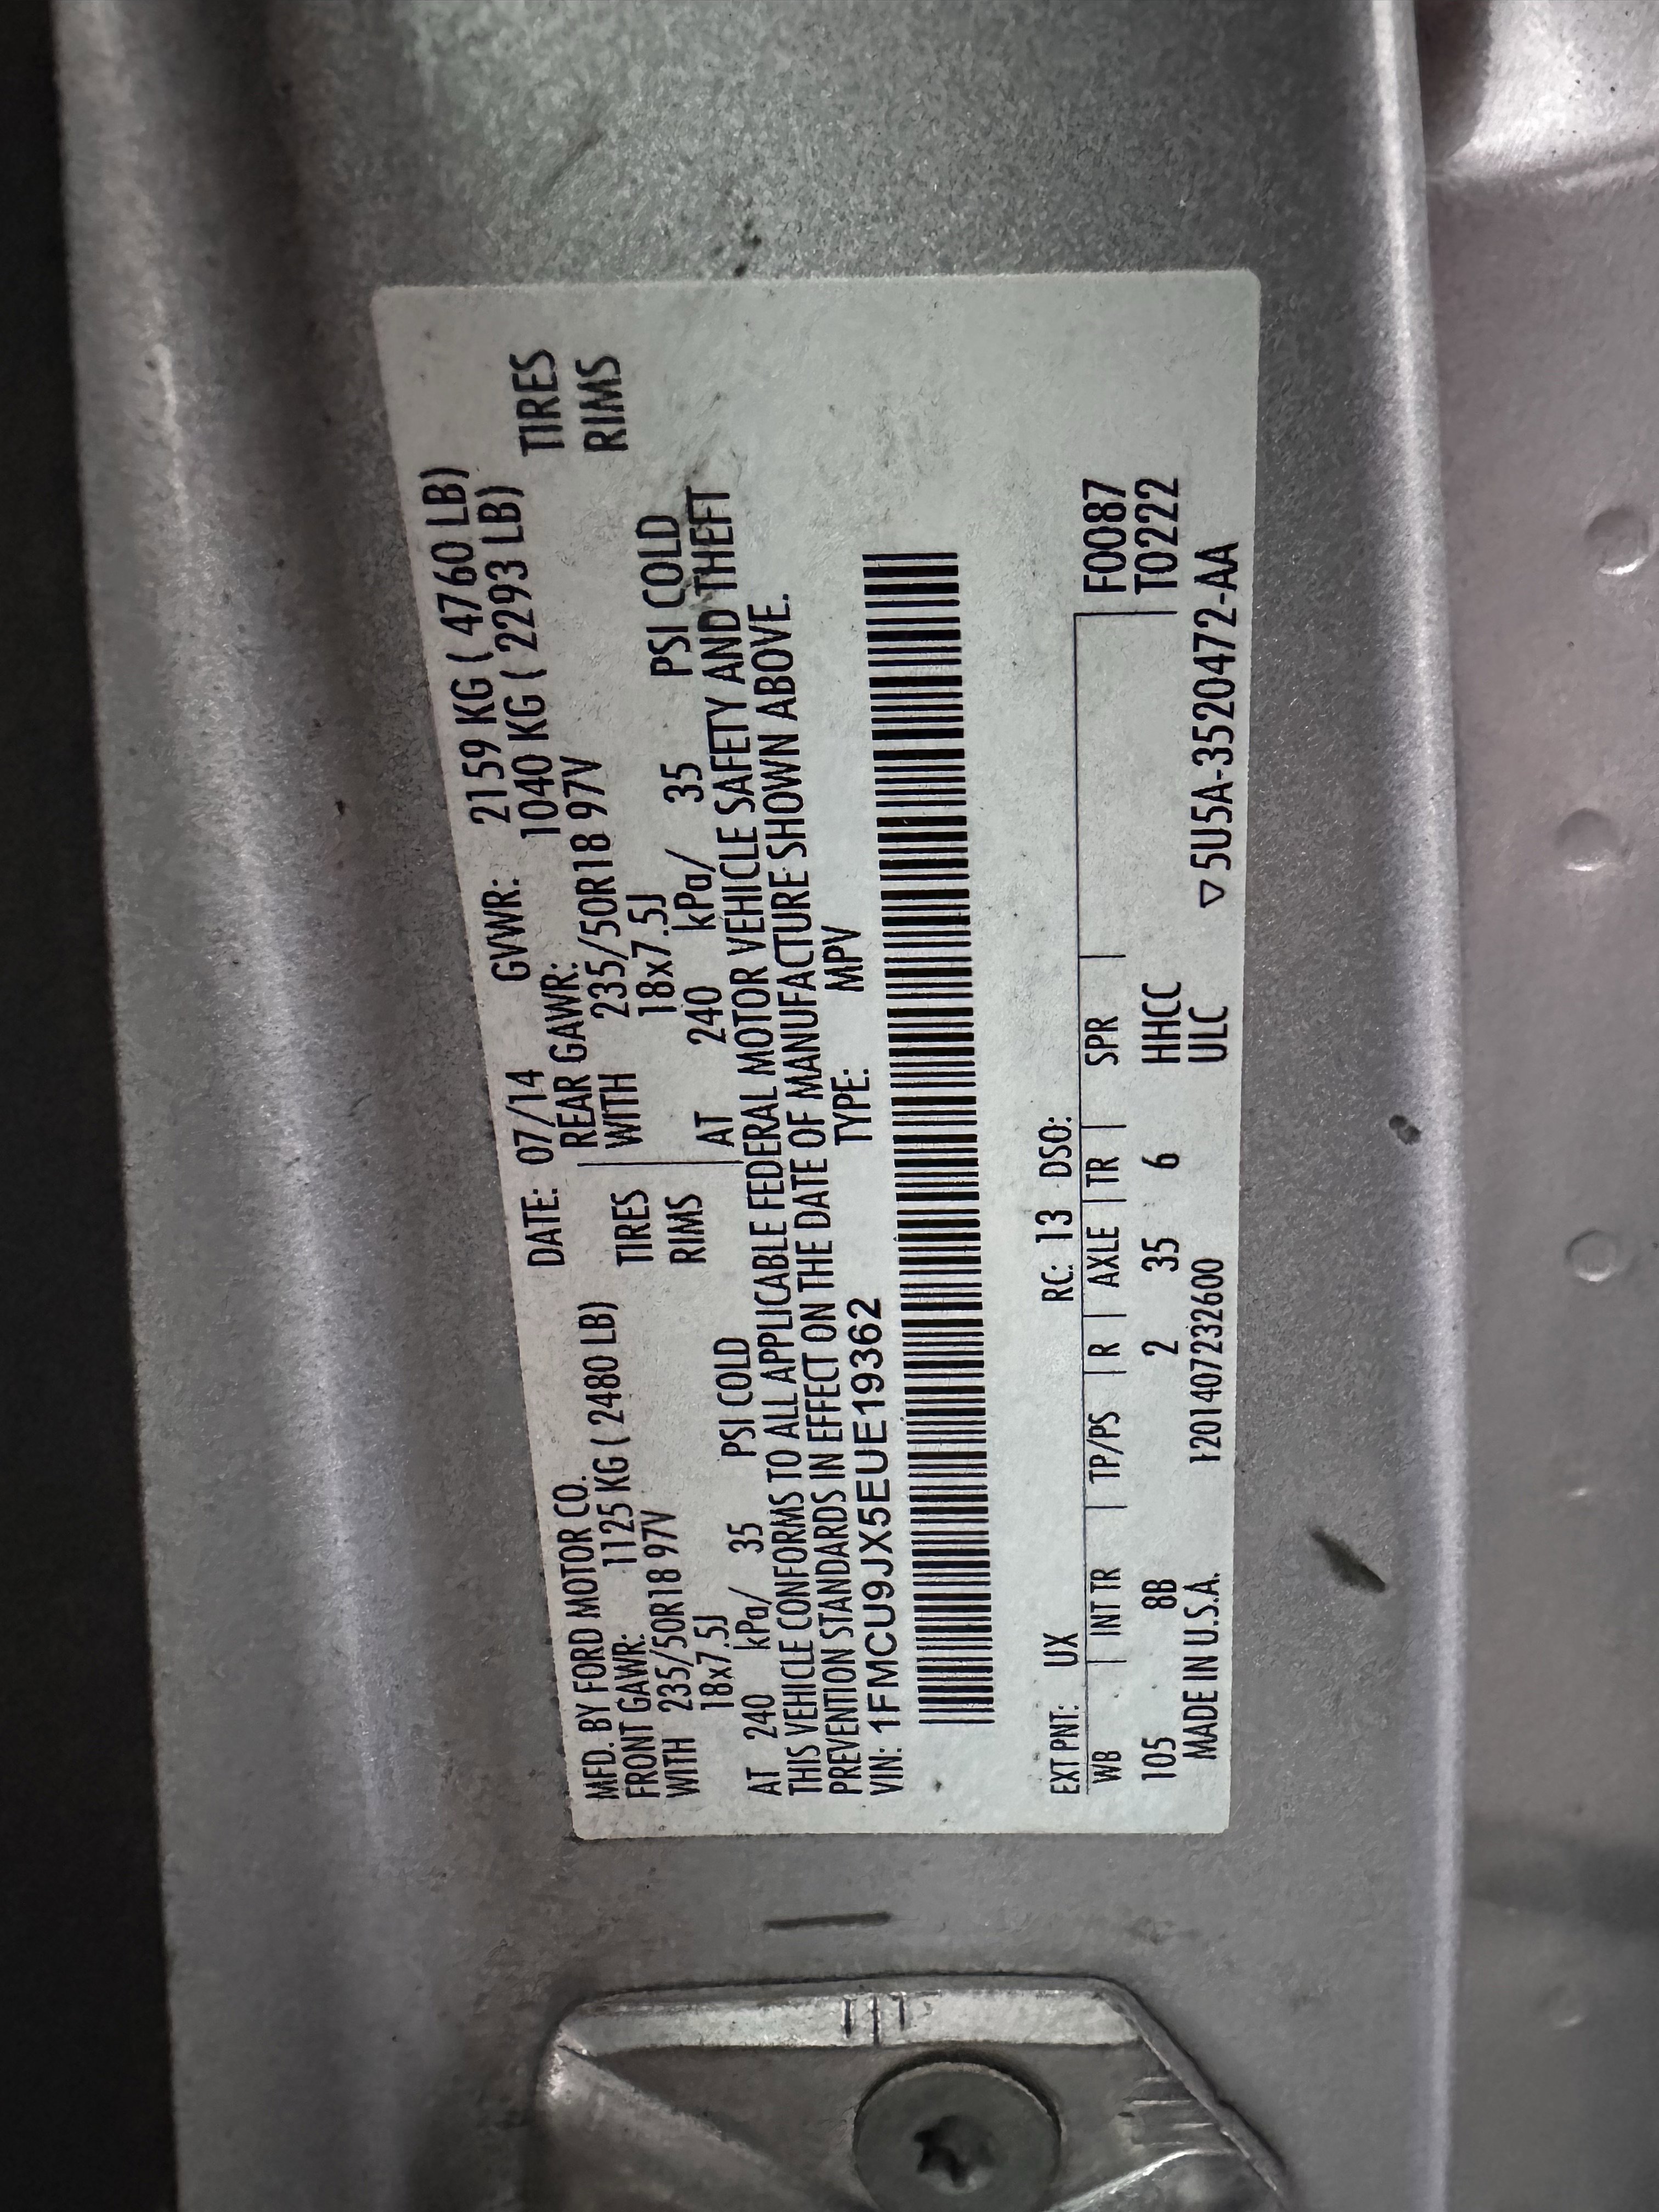 MFD. BY FORD MOTOR CO. DATE: 07/14 GVWR: 2159 KG ( 4760 LB)
FRONT GAWR: 1125 KG ( 2480 LB) REAR GAWR: 1040 KG ( 2293 LB)
WITH 235/50R18 97V TIRES WITH 235/50R18 97V TIRES
18x7.5J RIMS 18x7.5J RIMS
AT 240 kPa/ 35 PSI COLD AT 240 kPa/ 35 PSI COLD
THIS VEHICLE CONFORMS TO ALL APPLICABLE FEDERAL MOTOR VEHICLE SAFETY AND THEFT
PREVENTION STANDARDS IN EFFECT ON THE DATE OF MANUFACTURE SHOWN ABOVE.
VIN: 1FMCU9JX5EUE19362 TYPE: MPV
EXT PNT: UX RC: 13 DSO:
WB | INT TR | TP/PS | R | AXLE | TR | SPR | F0087
105 8B 2 35 6 HHCC T0222
MADE IN U.S.A. ULC ▽5U5A-3520472-AA